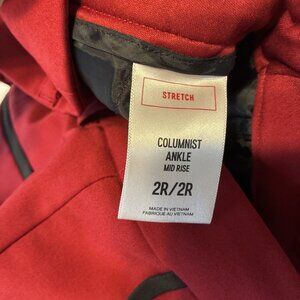 STRETCH
COLUMNIST
ANKLE
MID RISE
2R/2R
MADE IN VIETNAM
FABRIQUÉ AU VIETNAM